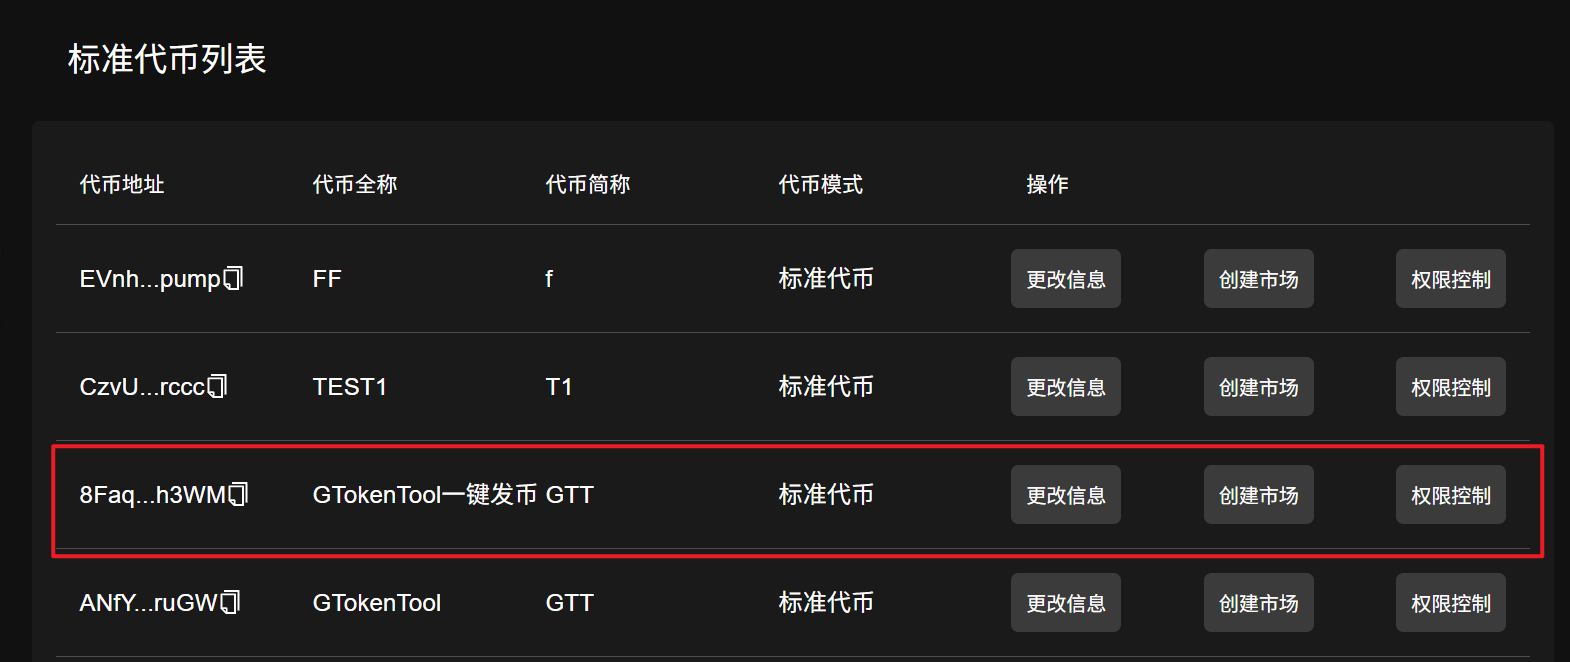 标准代币列表
代币地址 代币全称 代币简称 代币模式 操作
EVnh...pump FF f 标准代币 更改信息 创建市场 权限控制
CzvU...rccc TEST1 T1 标准代币 更改信息 创建市场 权限控制
8Faq...h3WM GTokenTool一键发币 GTT 标准代币 更改信息 创建市场 权限控制
ANfY...ruGW GTokenTool GTT 标准代币 更改信息 创建市场 权限控制